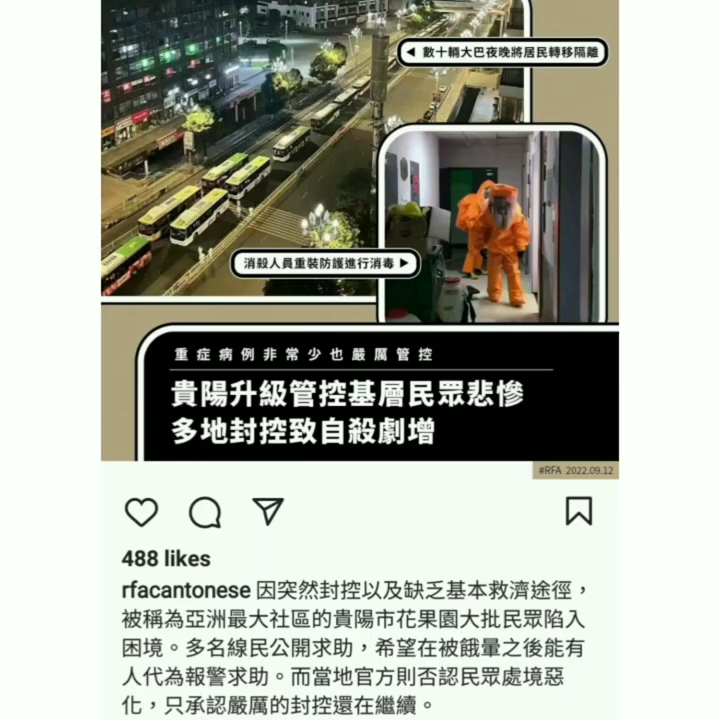 ◀ 數十輛大巴夜晚將居民轉移隔離
消殺人員重裝防護進行消毒 ▶
重症病例非常少也嚴厲管控
貴陽升級管控基層民眾悲慘
多地封控致自殺劇增
#RFA 2022.09.12
488 likes
rfacantonese 因突然封控以及缺乏基本救濟途徑，
被稱為亞洲最大社區的貴陽市花果園大批民眾陷入
困境。多名線民公開求助，希望在被餓暈之後能有
人代為報警求助。而當地官方則否認民眾處境惡
化，只承認嚴厲的封控還在繼續。